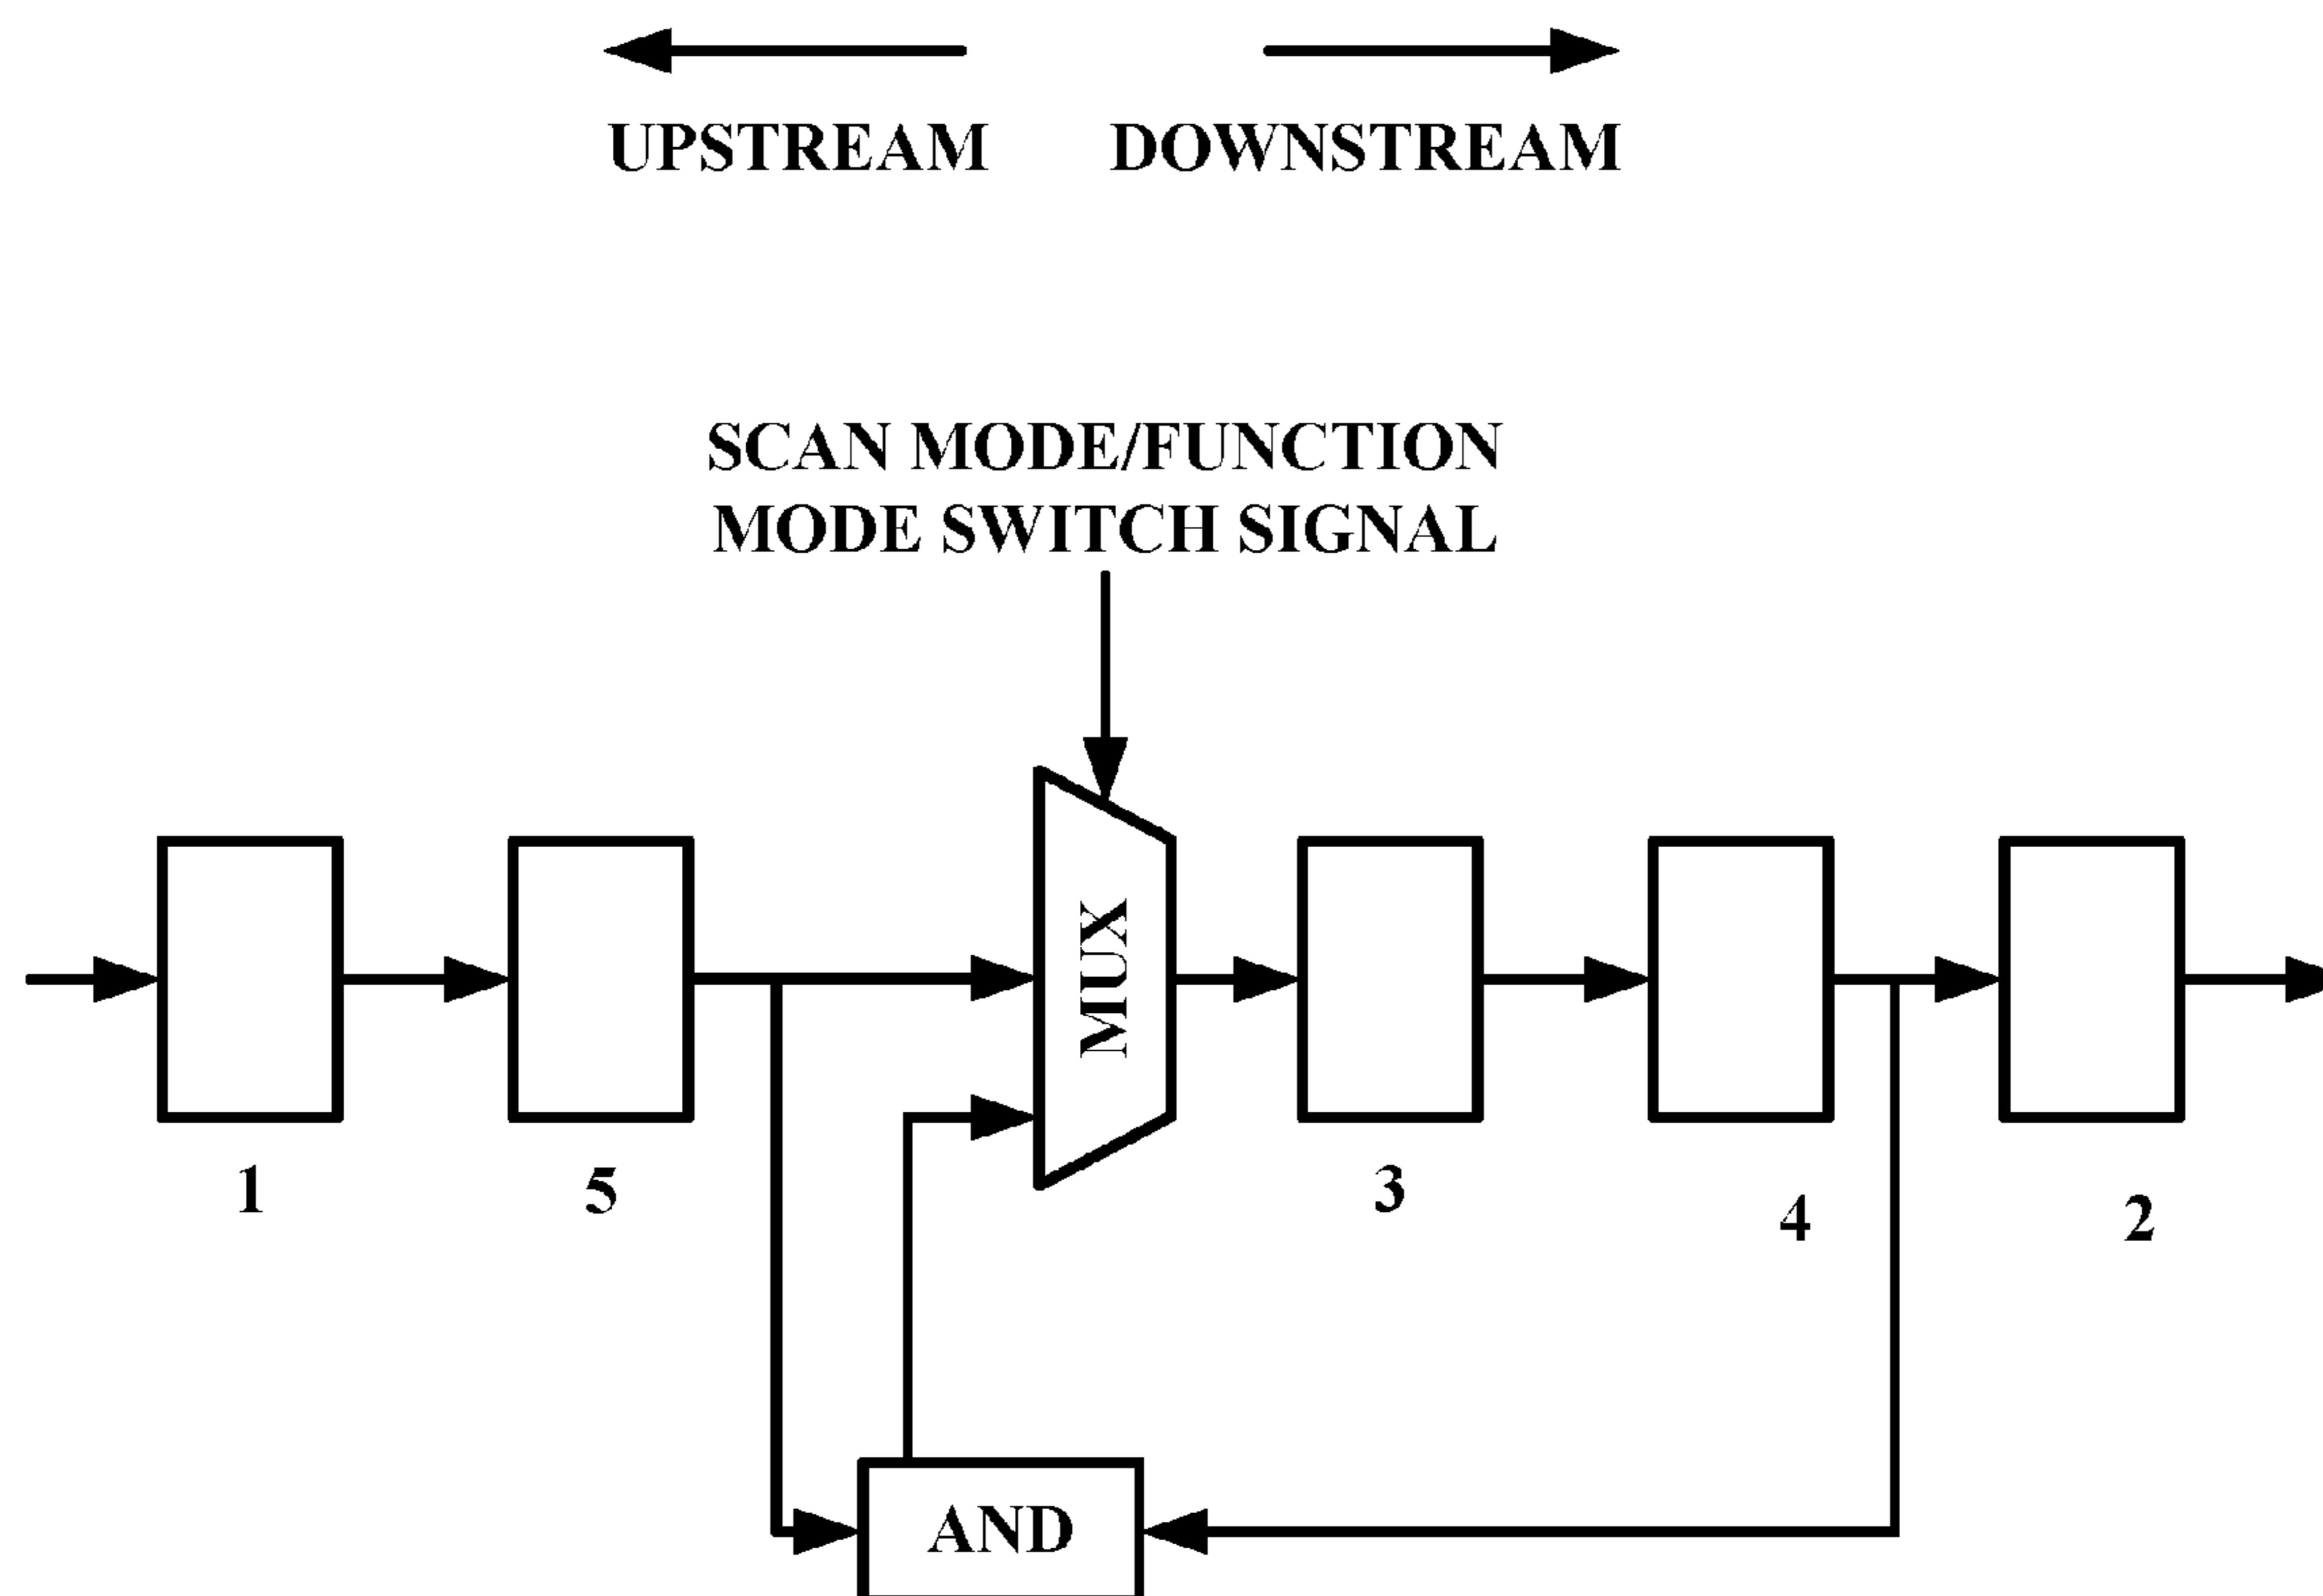 UPSTREAM DOWNSTREAM
SCAN MODE/FUNCTION
MODE SWITCH SIGNAL
MUX
1 5 3 4 2
AND